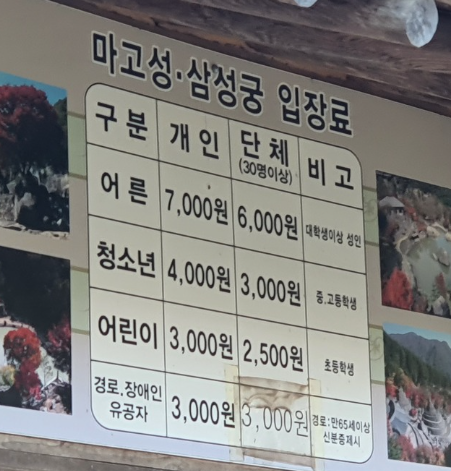 마고성·삼성궁 입장료
구분 개인 단체 비고
(30명이상)
어른 7,000원 6,000원 대학생이상 성인
청소년 4,000원 3,000원 중.고등학생
어린이 3,000원 2,500원 초등학생
경로.장애인 3,000원 3,000원 경로:만65세이상
유공자 신분증제시